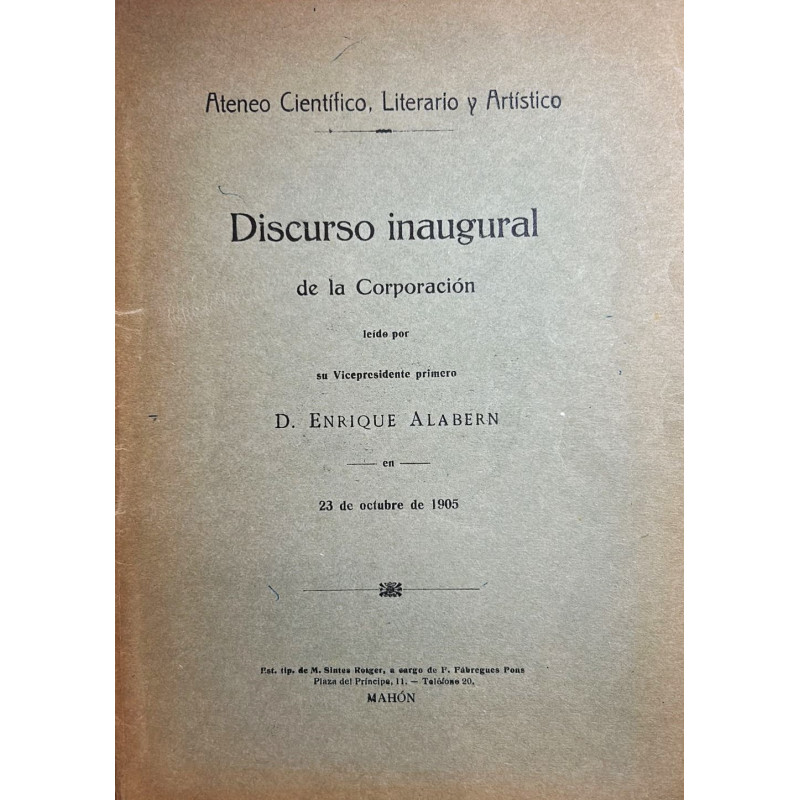 Ateneo Científico, Literario y Artístico
Discurso inaugural
de la Corporación
leído por
su Vicepresidente primero
D. ENRIQUE ALABERN
en
23 de octubre de 1905
Est. tip. de M. Sintes Rotger, a cargo de F. Fábregues Pons
Plaza del Príncipe, 11. — Teléfono 20,
MAHÓN